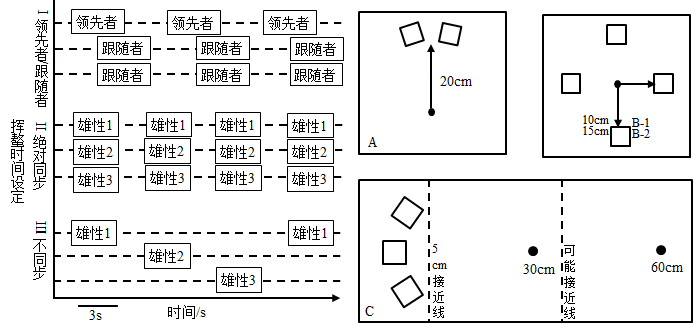 挥螯时间设定
I 领先者/跟随者
领先者 领先者 领先者
跟随者 跟随者 跟随者
跟随者 跟随者 跟随者
II 绝对同步
雄性1 雄性1 雄性1 雄性1
雄性2 雄性2 雄性2 雄性2
雄性3 雄性3 雄性3 雄性3
III 不同步
雄性1 雄性1
雄性2
雄性3
3s
时间/s
20cm
A
10cm B-1
15cm B-2
5cm接近线
30cm
可能接近线
60cm
C